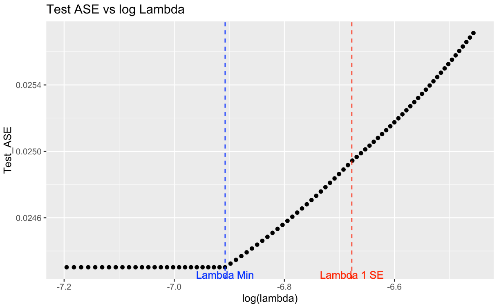 Test ASE vs log Lambda
Test_ASE
0.0254
0.0250
0.0246
Lambda Min
Lambda 1 SE
-7.2
-7.0
-6.8
-6.6
log(lambda)